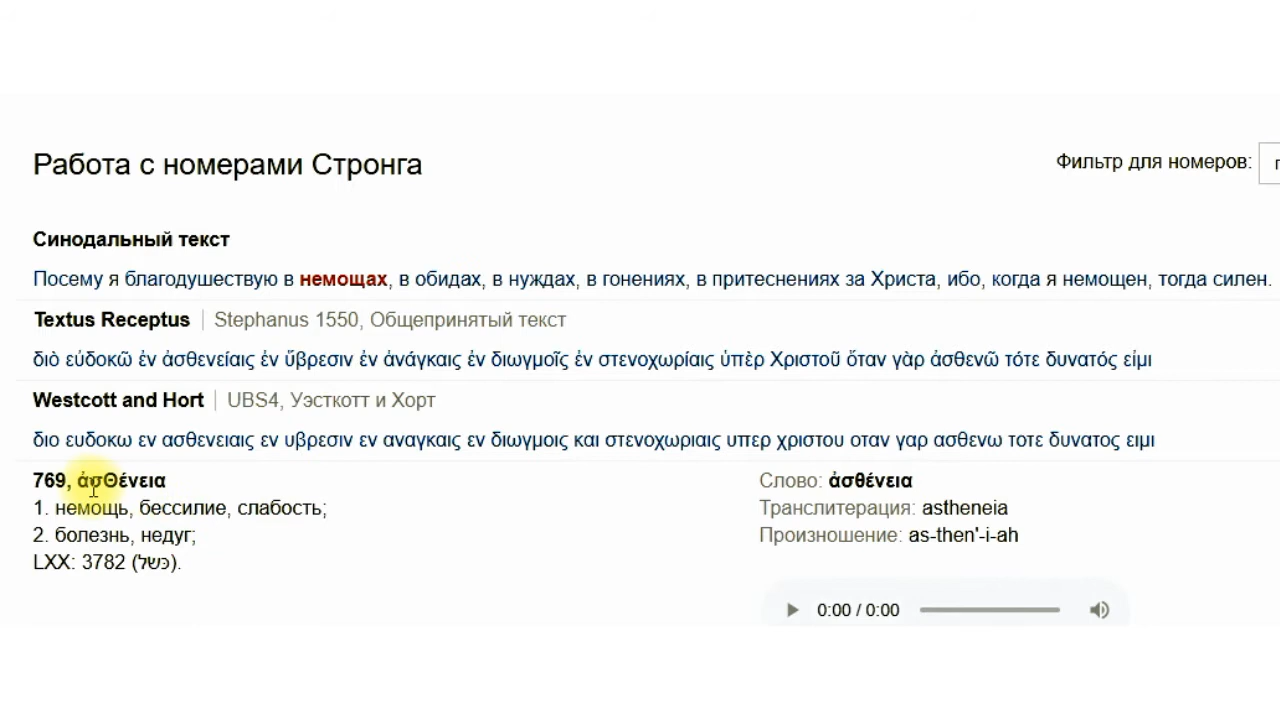 Работа с номерами Стронга
Фильтр для номеров:
Синодальный текст
Посему я благодушествую в немощах, в обидах, в нуждах, в гонениях, в притеснениях за Христа, ибо, когда я немощен, тогда силен.
Textus Receptus | Stephanus 1550, Общепринятый текст
διὸ εὐδοκῶ ἐν ἀσθενείαις ἐν ὕβρεσιν ἐν ἀνάγκαις ἐν διωγμοῖς ἐν στενοχωρίαις ὑπὲρ Χριστοῦ ὅταν γὰρ ἀσθενῶ τότε δυνατός εἰμι
Westcott and Hort | UBS4, Уэсткотт и Хорт
διο ευδοκω εν ασθενειαις εν υβρεσιν εν αναγκαις εν διωγμοις και στενοχωριαις υπερ χριστου οταν γαρ ασθενω τοτε δυνατος ειμι
769, ἀσΘένεια
1. немощь, бессилие, слабость;
2. болезнь, недуг;
LXX: 3782 (כּשׂל).
Слово: ἀσθένεια
Транслитерация: astheneia
Произношение: as-then'-i-ah
0:00 / 0:00